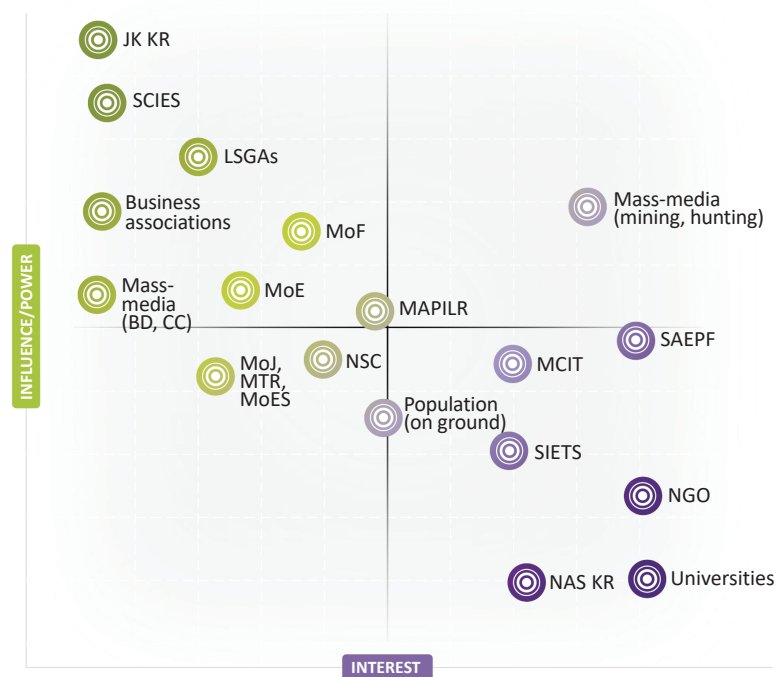 JK KR
SCIES
LSGAs
Business
associations
MoF
Mass-media
(mining, hunting)
Mass-
media
(BD, CC)
MoE
MAPILR
INFLUENCE/POWER
SAEPF
MoJ,
MTR,
MoES
NSC
MCIT
Population
(on ground)
SIETS
NGO
NAS KR
Universities
INTEREST